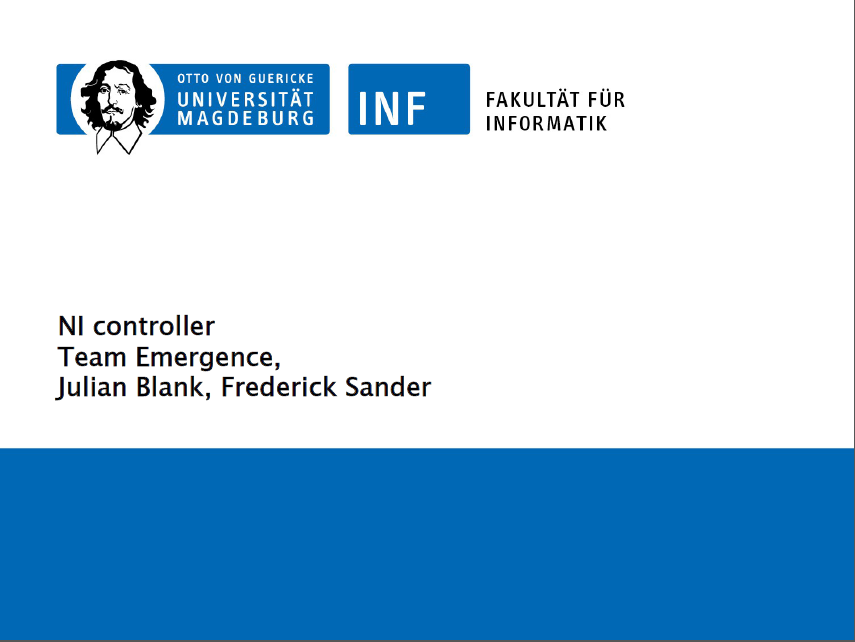 OTTO VON GUERICKE
UNIVERSITÄT
MAGDEBURG
INF
FAKULTÄT FÜR
INFORMATIK
NI controller
Team Emergence,
Julian Blank, Frederick Sander